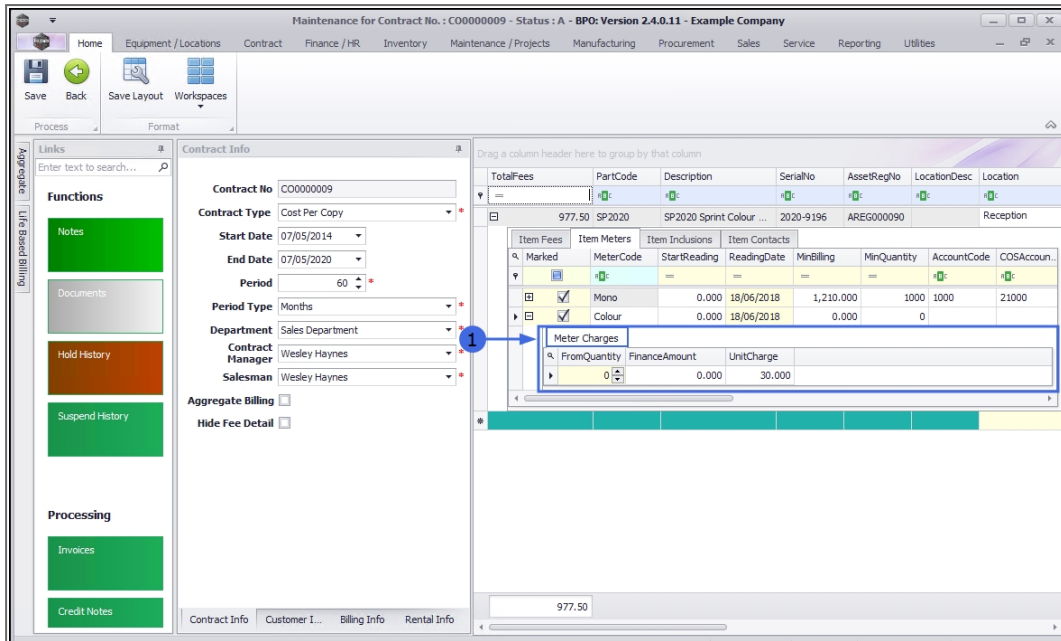 Maintenance for Contract No. : CO0000009 - Status : A - BPO: Version 2.4.0.11 - Example Company
Home Equipment / Locations Contract Finance / HR Inventory Maintenance / Projects Manufacturing Procurement Sales Service Reporting Utilities
Save Back Save Layout Workspaces
Process Format
Aggregate
Life Based Billing
Links
Enter text to search...
Functions
Notes
Documents
Hold History
Suspend History
Processing
Invoices
Credit Notes
Contract Info
Contract No CO0000009
Contract Type Cost Per Copy *
Start Date 07/05/2014
End Date 07/05/2020
Period 60 *
Period Type Months *
Department Sales Department *
Contract Manager Wesley Haynes *
Salesman Wesley Haynes *
Aggregate Billing
Hide Fee Detail
Contract Info Customer I... Billing Info Rental Info
Drag a column header here to group by that column
TotalFees PartCode Description SerialNo AssetRegNo LocationDesc Location
977.50 SP2020 SP2020 Sprint Colour ... 2020-9196 AREG000090 Reception
Item Fees Item Meters Item Inclusions Item Contacts
Marked MeterCode StartReading ReadingDate MinBilling MinQuantity AccountCode COSAccoun..
Mono 0.000 18/06/2018 1,210.000 1000 1000 21000
Colour 0.000 18/06/2018 0.000 0
1
Meter Charges
FromQuantity FinanceAmount UnitCharge
0 0.000 30.000
977.50